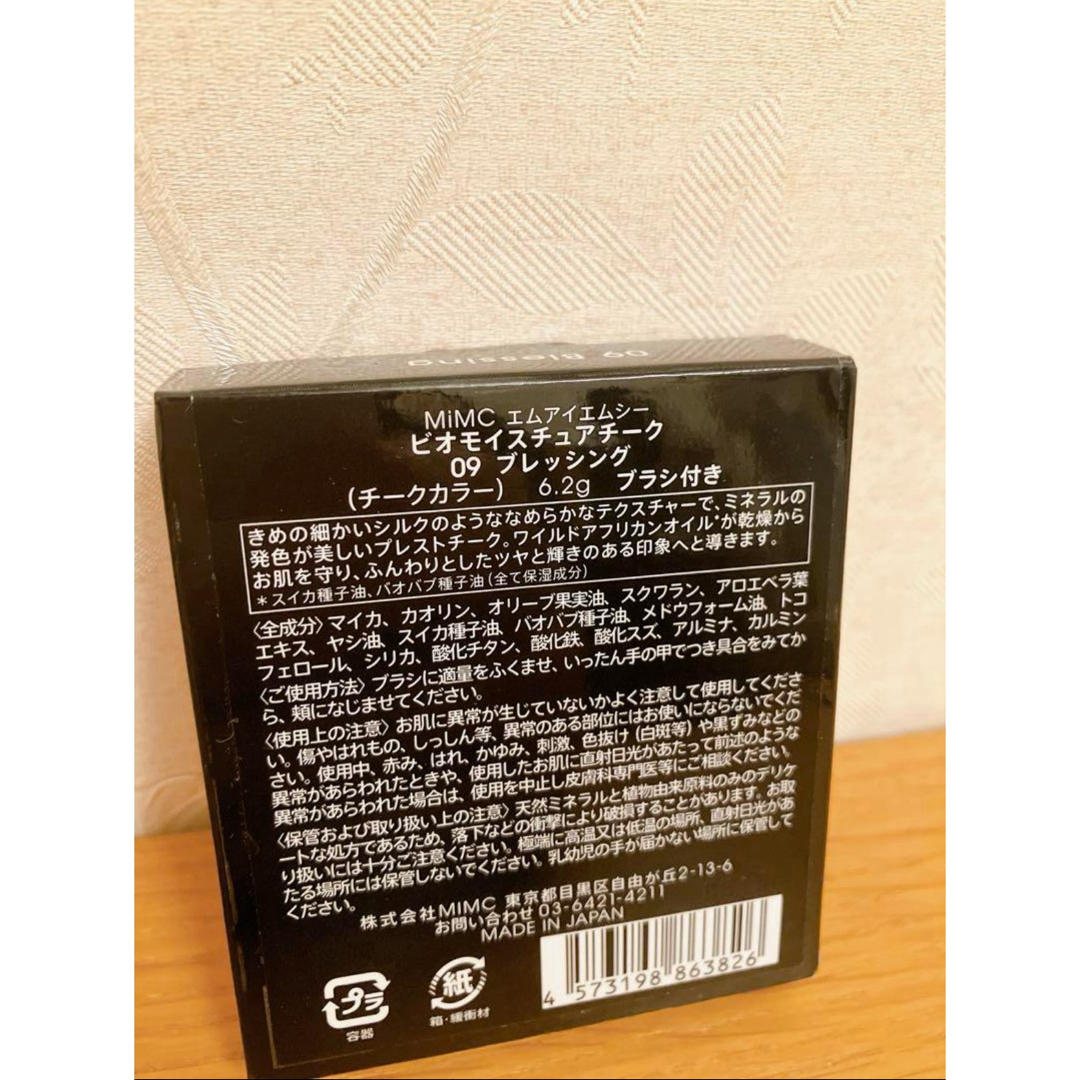 09 Blessing
MiMC エムアイエムシー
ビオモイスチュアチーク
09 ブレッシング
(チークカラー) 6.2g ブラシ付き
きめの細かいシルクのようななめらかなテクスチャーで、ミネラルの
発色が美しいプレストチーク。ワイルドアフリカンオイル*が乾燥から
お肌を守り、ふんわりとしたツヤと輝きのある印象へと導きます。
*スイカ種子油、バオバブ種子油(全て保湿成分)
〈全成分〉マイカ、カオリン、オリーブ果実油、スクワラン、アロエベラ葉
エキス、ヤシ油、スイカ種子油、バオバブ種子油、メドウフォーム油、トコ
フェロール、シリカ、酸化チタン、酸化鉄、酸化スズ、アルミナ、カルミン
〈ご使用方法〉ブラシに適量をふくませ、いったん手の甲でつき具合をみてか
ら、頬になじませてください。
〈使用上の注意〉お肌に異常が生じていないかよく注意して使用してくださ
い。傷やはれもの、しっしん等、異常のある部位にはお使いにならないでくだ
さい。使用中、赤み、はれ、かゆみ、刺激、色抜け(白斑等)や黒ずみなどの
異常があらわれたときや、使用したお肌に直射日光があたって前述のような
異常があらわれた場合は、使用を中止し皮膚科専門医等にご相談ください。
〈保管および取り扱い上の注意〉天然ミネラルと植物由来原料のみのデリケ
ートな処方であるため、落下などの衝撃により破損することがあります。お取
り扱いには十分ご注意ください。極端に高温又は低温の場所、直射日光があ
たる場所には保管しないでください。乳幼児の手が届かない場所に保管して
ください。
株式会社MIMC 東京都目黒区自由が丘2-13-6
お問い合わせ 03-6421-4211
MADE IN JAPAN
4 573198 863826
プラ
容器
紙
箱・緩衝材